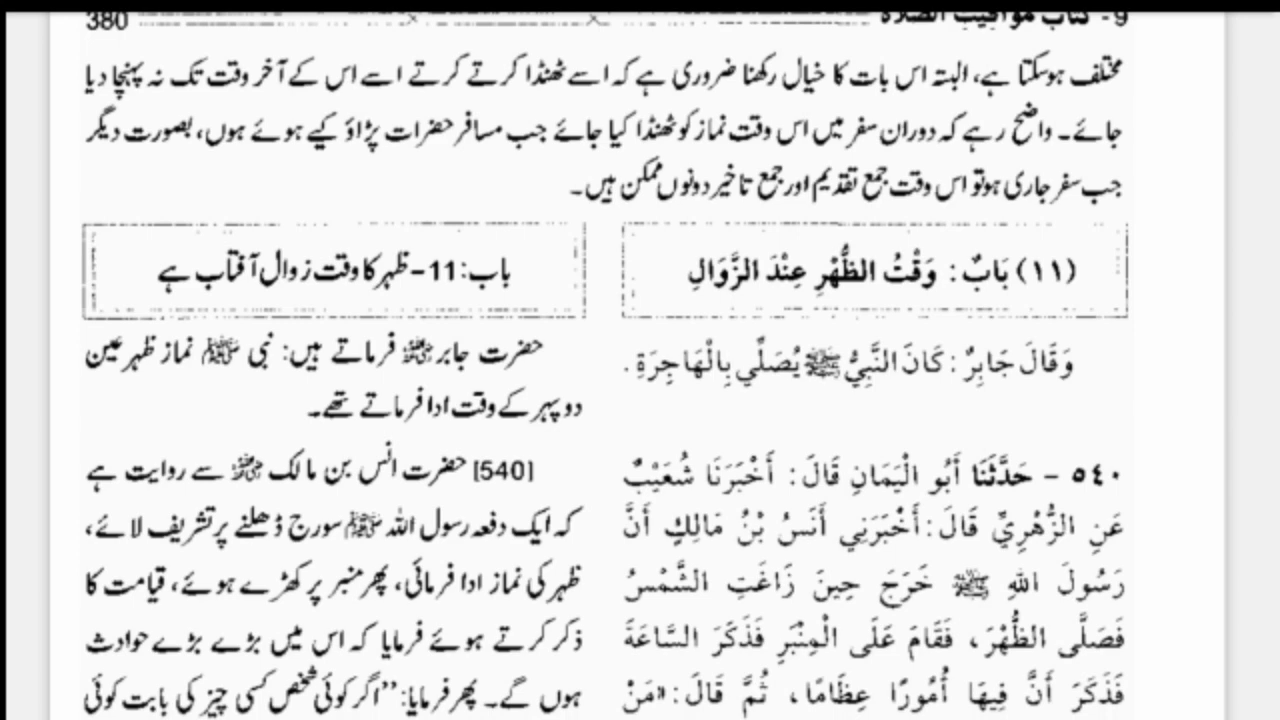 9- کتاب مواقیت الصلاة 380
مختلف ہوسکتا ہے، البتہ اس بات کا خیال رکھنا ضروری ہے کہ اسے ٹھنڈا کرتے کرتے اسے اس کے آخر وقت تک نہ پہنچا دیا
جائے۔ واضح رہے کہ دوران سفر میں اس وقت نماز کو ٹھنڈا کیا جائے جب مسافر حضرات پڑاؤ کیے ہوئے ہوں، بصورت دیگر
جب سفر جاری ہو تو اس وقت جمع تقدیم اور جمع تاخیر دونوں ممکن ہیں۔
(١١) بَابٌ: وَقْتُ الظُّهْرِ عِنْدَ الزَّوَالِ
وَقَالَ جَابِرٌ: كَانَ النَّبِيُّ ﷺ يُصَلِّي بِالْهَاجِرَةِ.
٥٤٠ - حَدَّثَنَا أَبُو الْيَمَانِ قَالَ: أَخْبَرَنَا شُعَيْبٌ
عَنِ الزُّهْرِيِّ قَالَ: أَخْبَرَنِي أَنَسُ بْنُ مَالِكٍ أَنَّ
رَسُولَ اللهِ ﷺ خَرَجَ حِينَ زَاغَتِ الشَّمْسُ
فَصَلَّى الظُّهْرَ، فَقَامَ عَلَى الْمِنْبَرِ فَذَكَرَ السَّاعَةَ
فَذَكَرَ أَنَّ فِيهَا أُمُورًا عِظَامًا، ثُمَّ قَالَ: «مَنْ
باب: 11- ظہر کا وقت زوال آفتاب ہے
حضرت جابر رضی اللہ عنہ فرماتے ہیں: نبی ﷺ نماز ظہر عین
دوپہر کے وقت ادا فرماتے تھے۔
[540] حضرت انس بن مالک رضی اللہ عنہ سے روایت ہے
کہ ایک دفعہ رسول اللہ ﷺ سورج ڈھلنے پر تشریف لائے،
ظہر کی نماز ادا فرمائی، پھر منبر پر کھڑے ہوئے، قیامت کا
ذکر کرتے ہوئے فرمایا کہ اس میں بڑے بڑے حوادث
ہوں گے۔ پھر فرمایا: ’’اگر کوئی شخص کسی چیز کی بابت کوئی